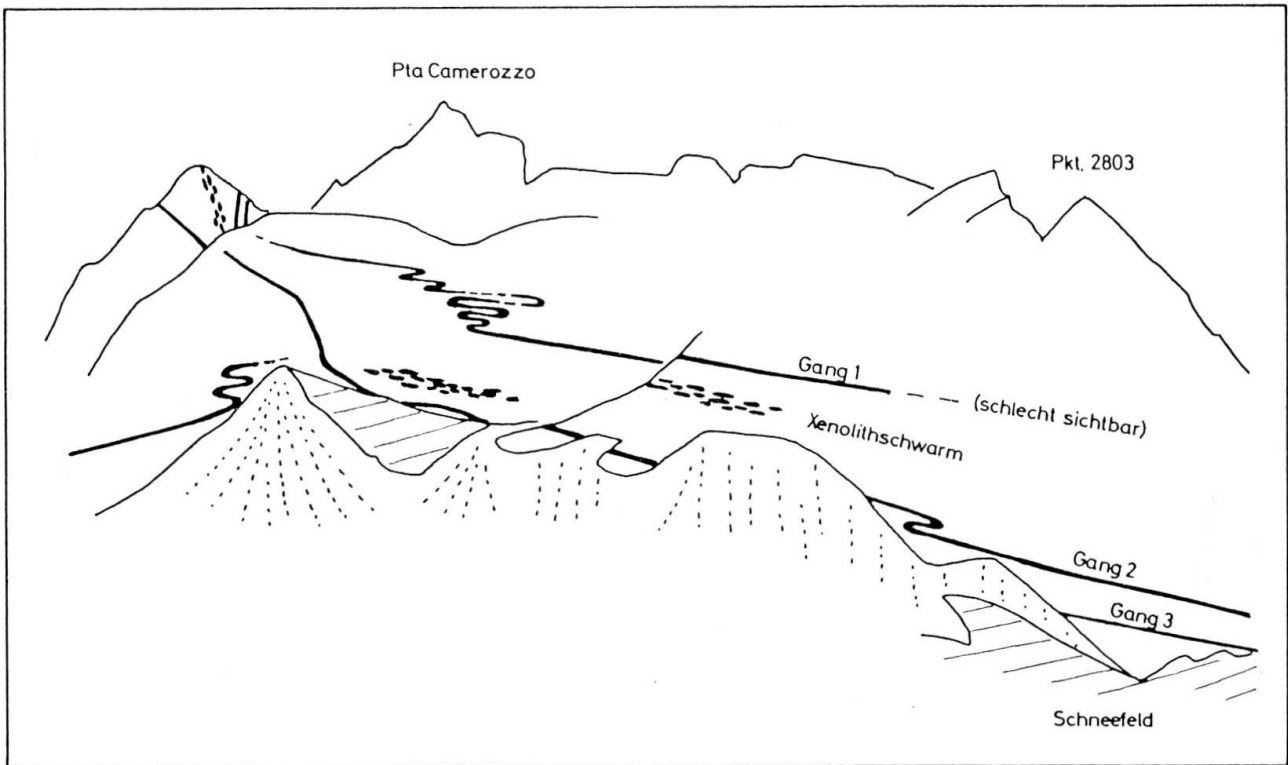 Pta Camerozzo
Pkt. 2803
Gang 1
(schlecht sichtbar)
Xenolithschwarm
Gang 2
Gang 3
Schneefeld